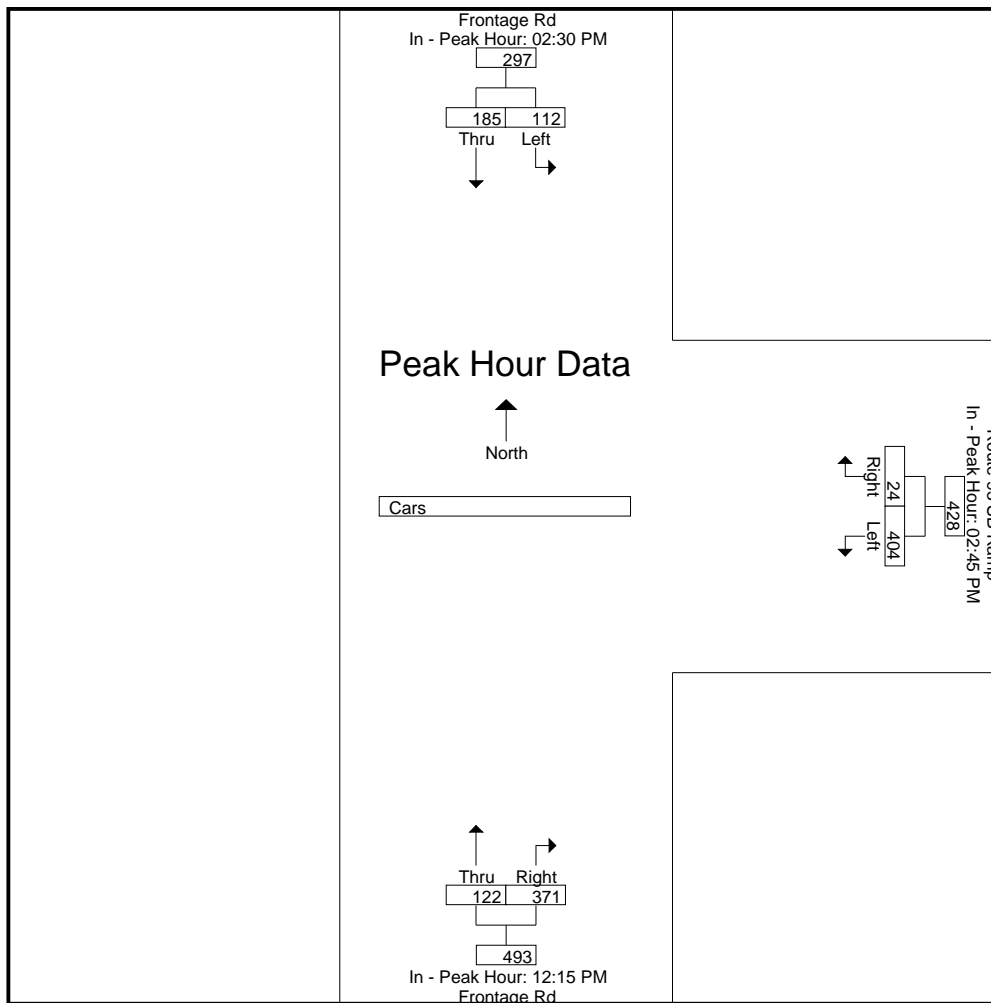 Frontage Rd
In - Peak Hour: 02:30 PM
297
185 112
Thru Left
Peak Hour Data
North
Cars
In - Peak Hour: 02:45 PM
428
24 404
Right Left
Thru Right
122 371
493
In - Peak Hour: 12:15 PM
Frontage Rd